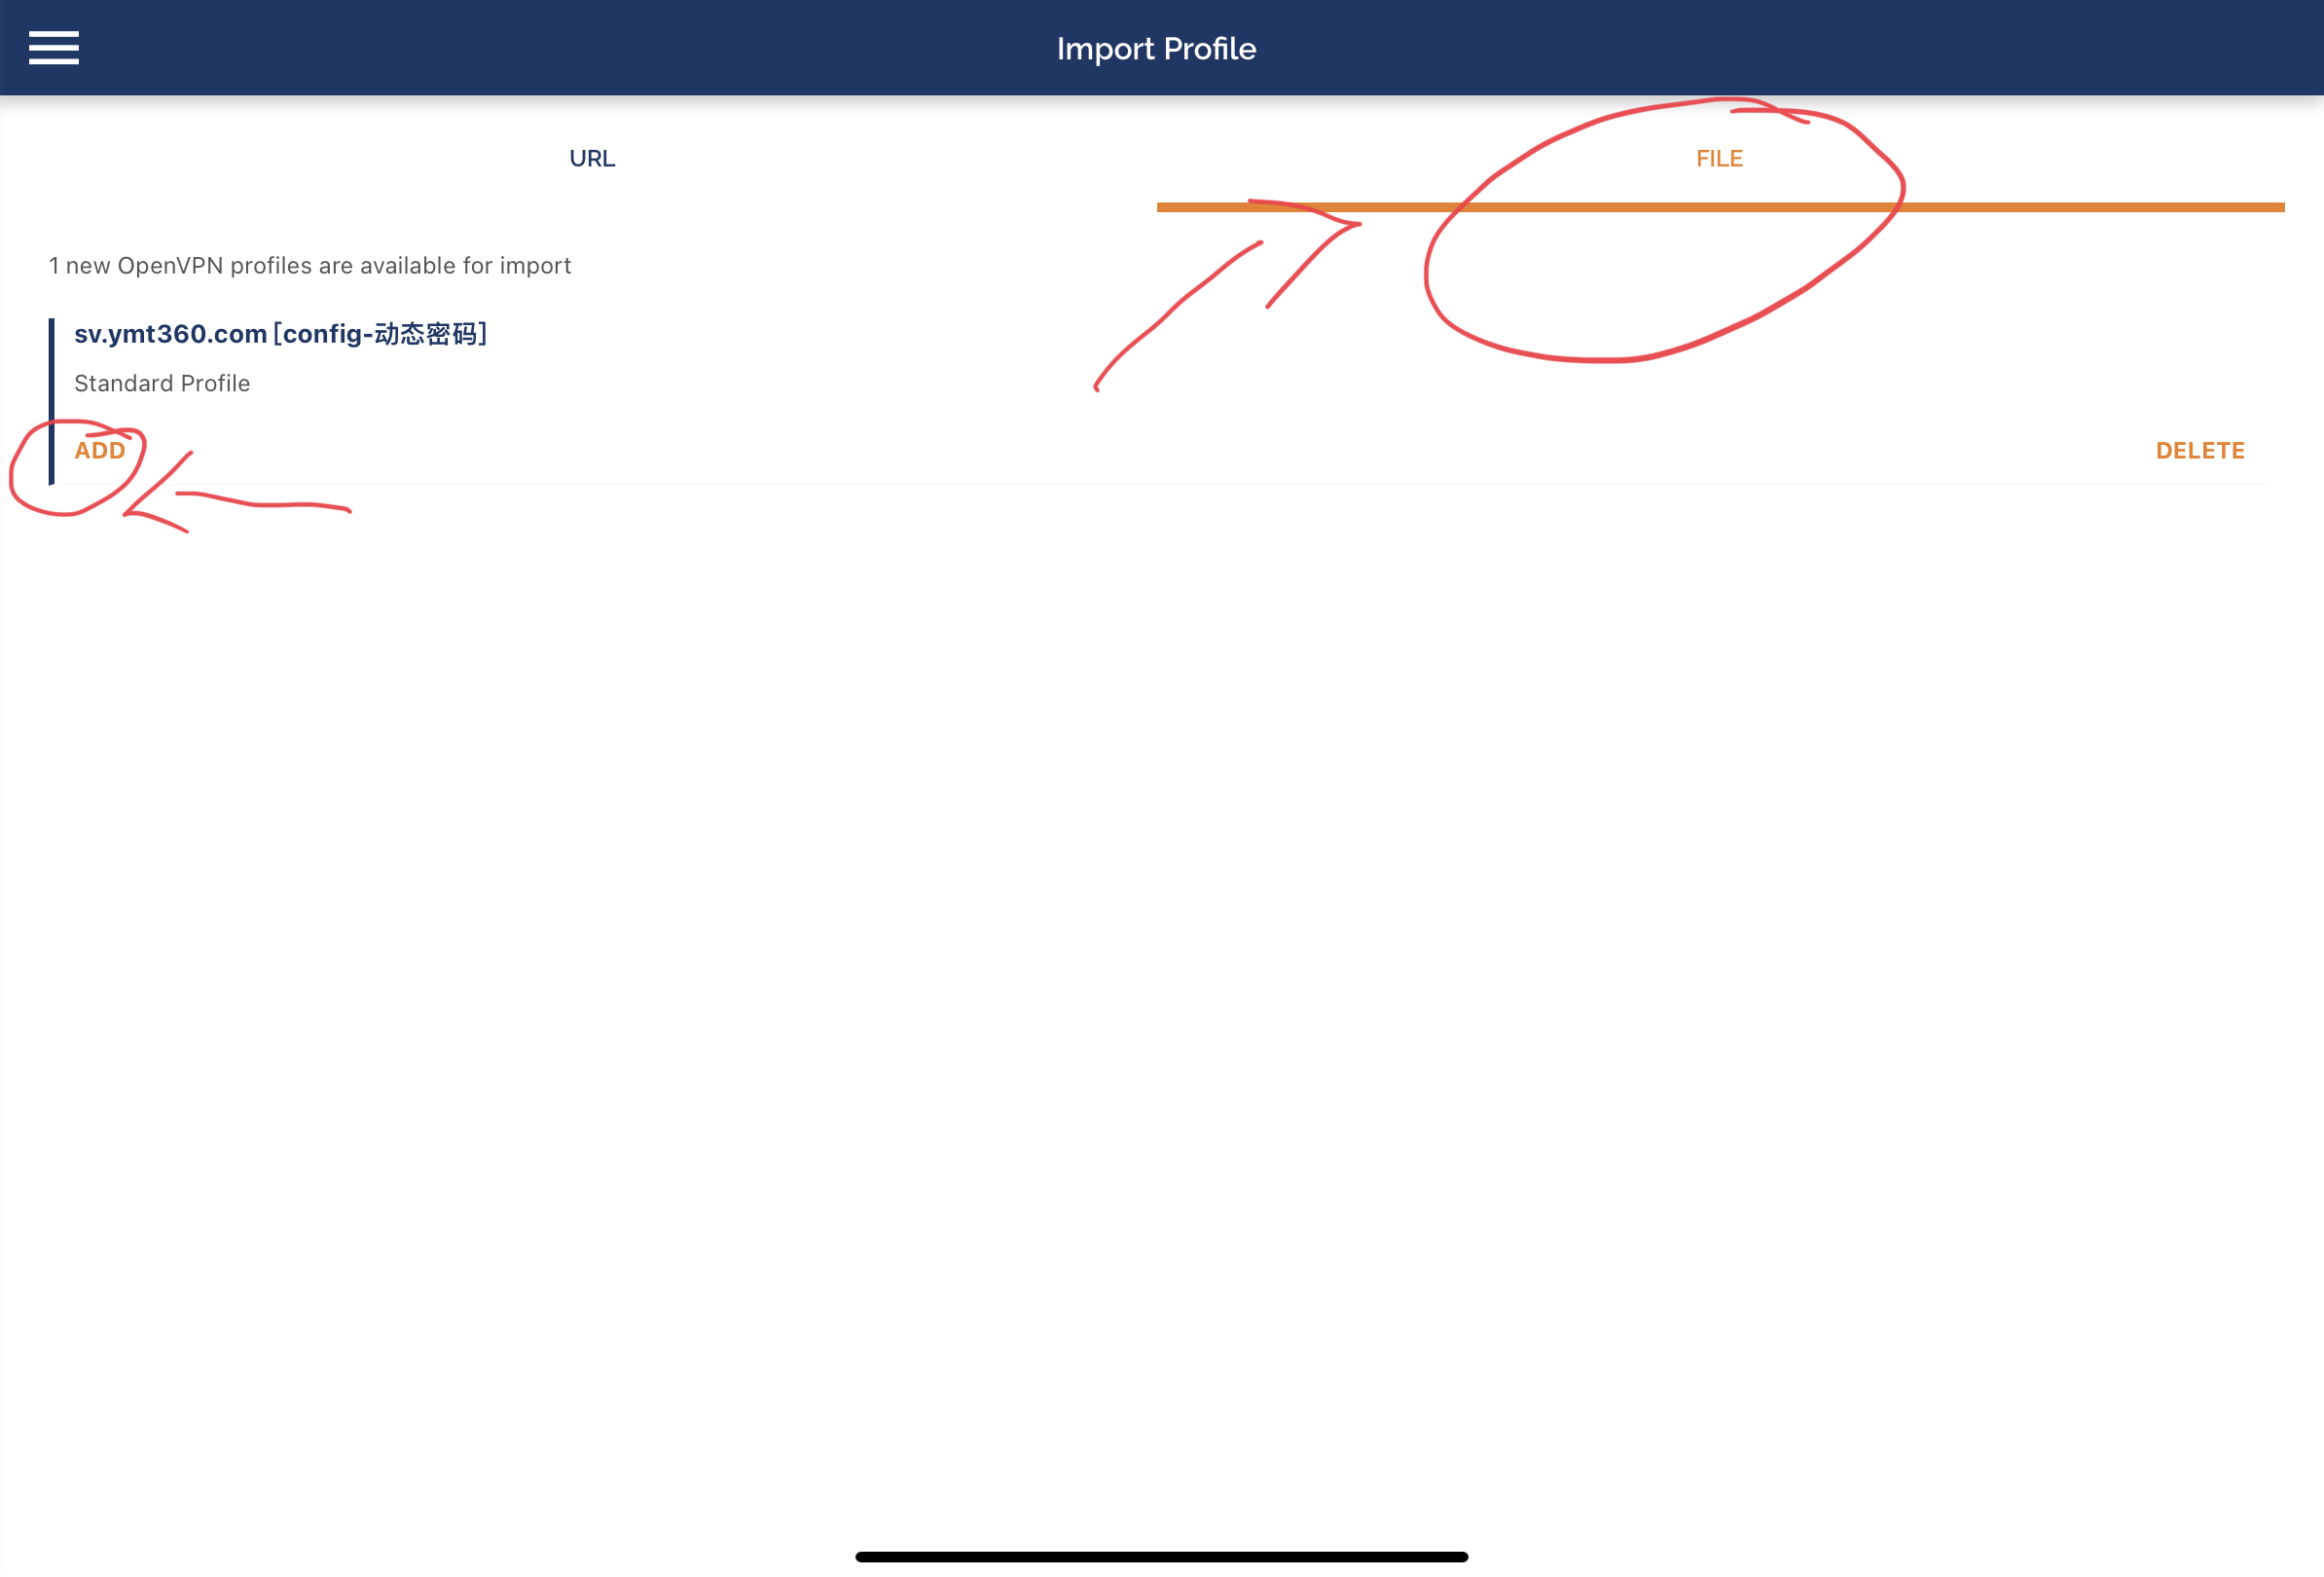 Import Profile
URL
FILE
1 new OpenVPN profiles are available for import
sv.ymt360.com [config-动态密码]
Standard Profile
ADD
DELETE